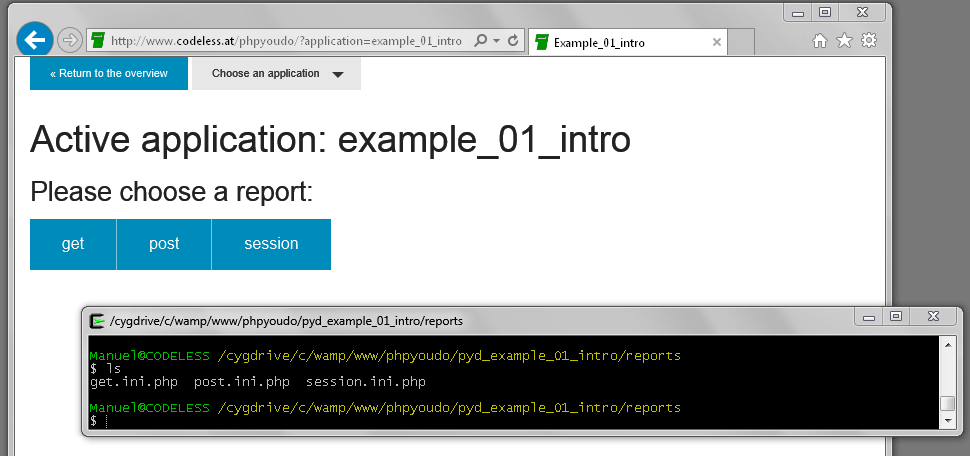 http://www.codeless.at/phpyoudo/?application=example_01_intro
Example_01_intro
« Return to the overview
Choose an application
Active application: example_01_intro
Please choose a report:
get post session
/cygdrive/c/wamp/www/phpyoudo/pyd_example_01_intro/reports
Manuel@CODELESS /cygdrive/c/wamp/www/phpyoudo/pyd_example_01_intro/reports
$ ls
get.ini.php post.ini.php session.ini.php
Manuel@CODELESS /cygdrive/c/wamp/www/phpyoudo/pyd_example_01_intro/reports
$